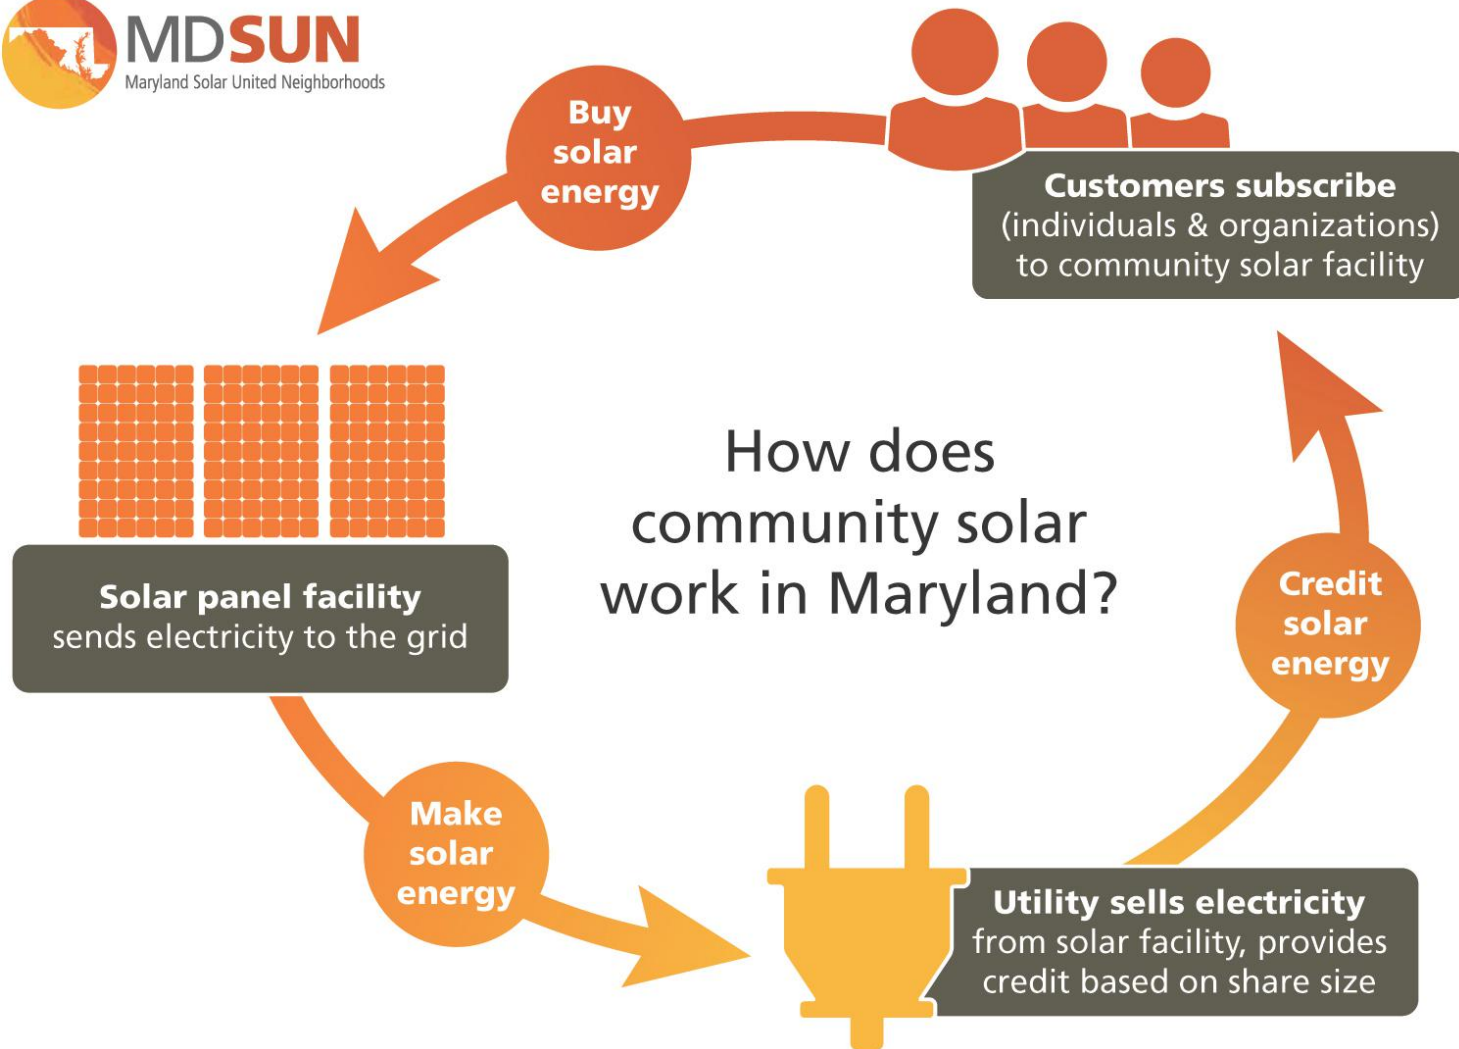 MDSUN
Maryland Solar United Neighborhoods
Buy
solar
energy
Customers subscribe
(individuals & organizations)
to community solar facility
How does
community solar
work in Maryland?
Solar panel facility
sends electricity to the grid
Credit
solar
energy
Make
solar
energy
Utility sells electricity
from solar facility, provides
credit based on share size